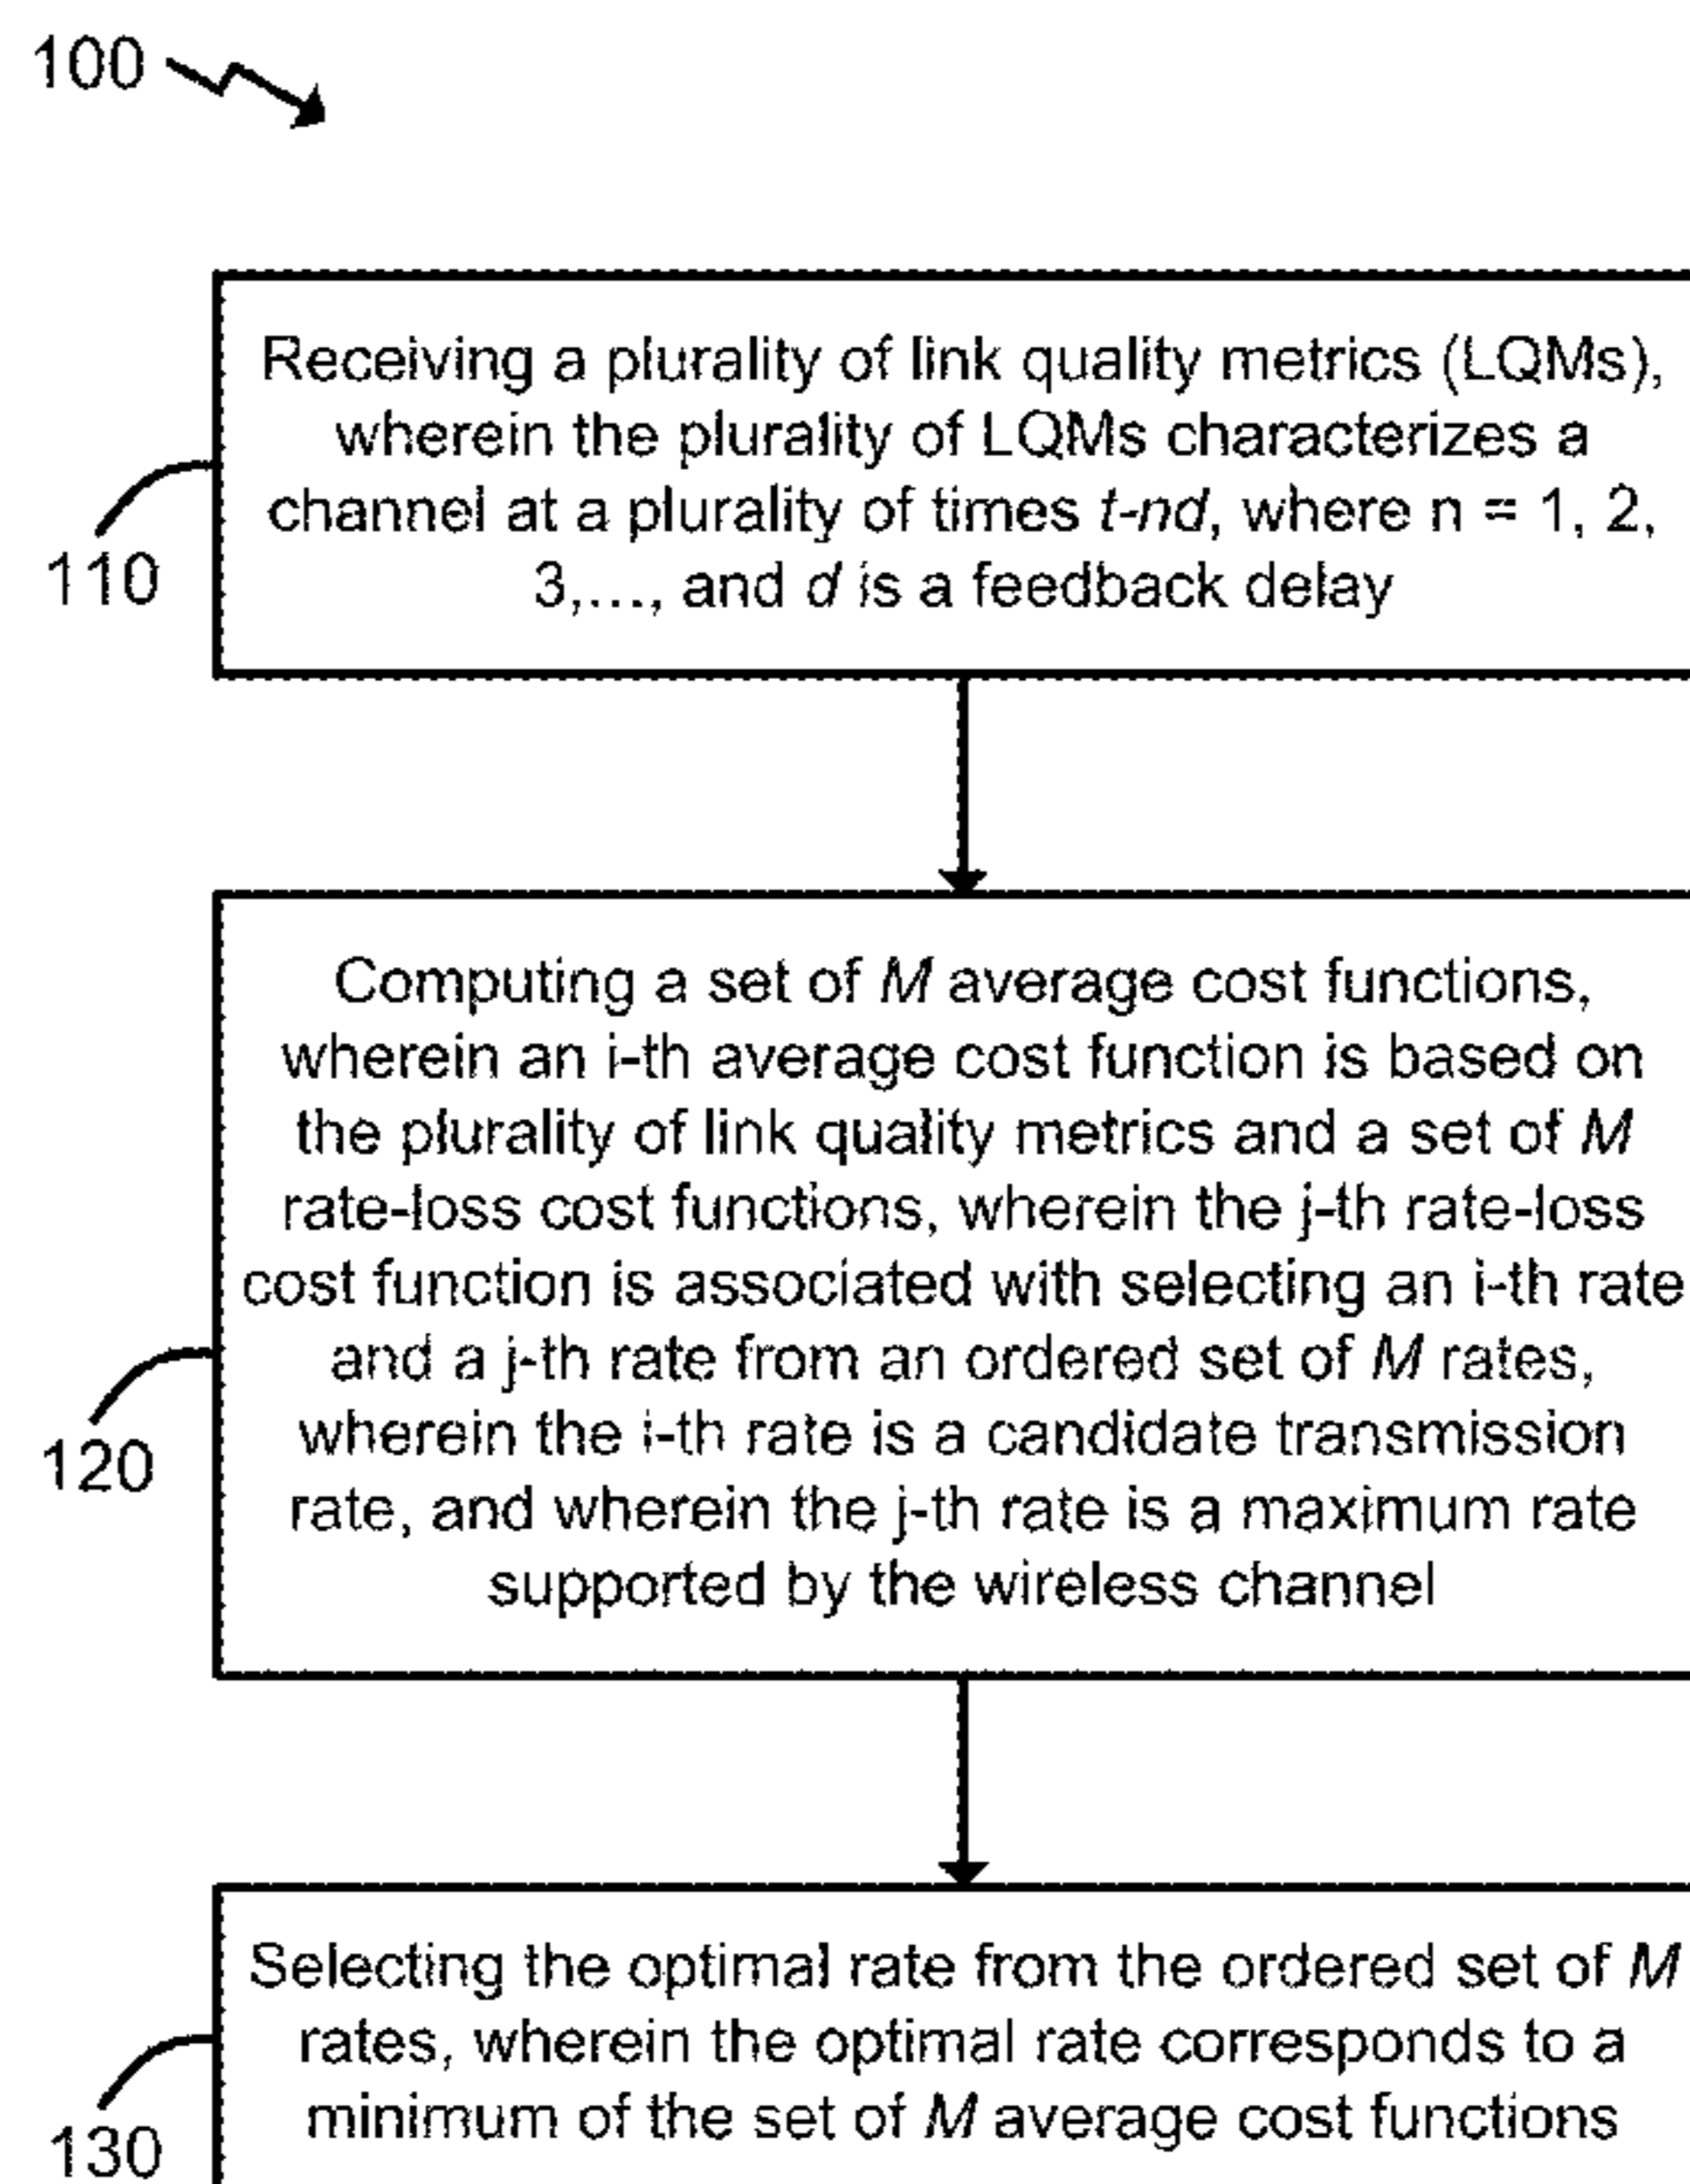 100
Receiving a plurality of link quality metrics (LQMs),
wherein the plurality of LQMs characterizes a
channel at a plurality of times t-nd, where n = 1, 2,
3,..., and d is a feedback delay
110
Computing a set of M average cost functions,
wherein an i-th average cost function is based on
the plurality of link quality metrics and a set of M
rate-loss cost functions, wherein the j-th rate-loss
cost function is associated with selecting an i-th rate
and a j-th rate from an ordered set of M rates,
wherein the i-th rate is a candidate transmission
rate, and wherein the j-th rate is a maximum rate
supported by the wireless channel
120
Selecting the optimal rate from the ordered set of M
rates, wherein the optimal rate corresponds to a
minimum of the set of M average cost functions
130